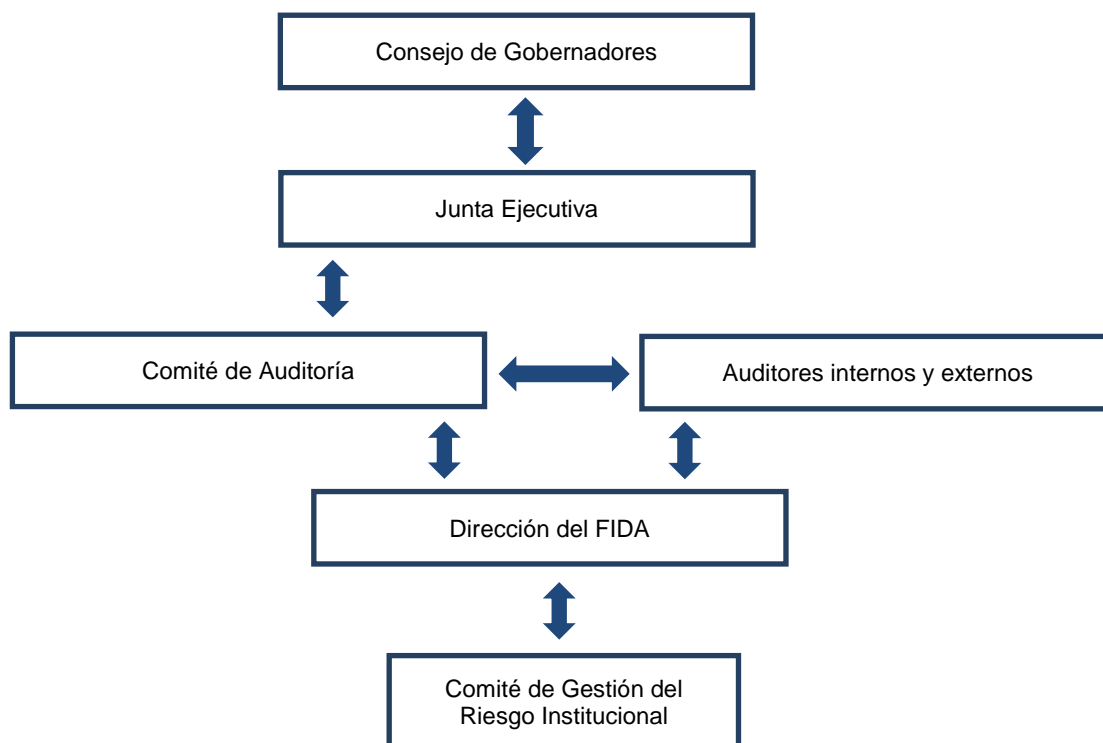 Consejo de Gobernadores
Junta Ejecutiva
Comité de Auditoría
Auditores internos y externos
Dirección del FIDA
Comité de Gestión del
Riesgo Institucional